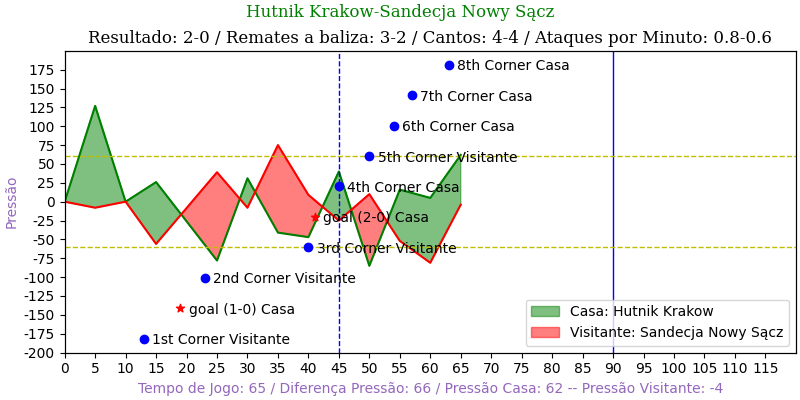 Hutnik Krakow-Sandecja Nowy Sącz
Resultado: 2-0 / Remates a baliza: 3-2 / Cantos: 4-4 / Ataques por Minuto: 0.8-0.6
Pressão
175
150
125
100
75
50
25
0
-25
-50
-75
-100
-125
-150
-175
-200
8th Corner Casa
7th Corner Casa
6th Corner Casa
5th Corner Visitante
4th Corner Casa
goal (2-0) Casa
3rd Corner Visitante
2nd Corner Visitante
goal (1-0) Casa
1st Corner Visitante
Casa: Hutnik Krakow
Visitante: Sandecja Nowy Sącz
0 5 10 15 20 25 30 35 40 45 50 55 60 65 70 75 80 85 90 95 100 105 110 115
Tempo de Jogo: 65 / Diferença Pressão: 66 / Pressão Casa: 62 -- Pressão Visitante: -4